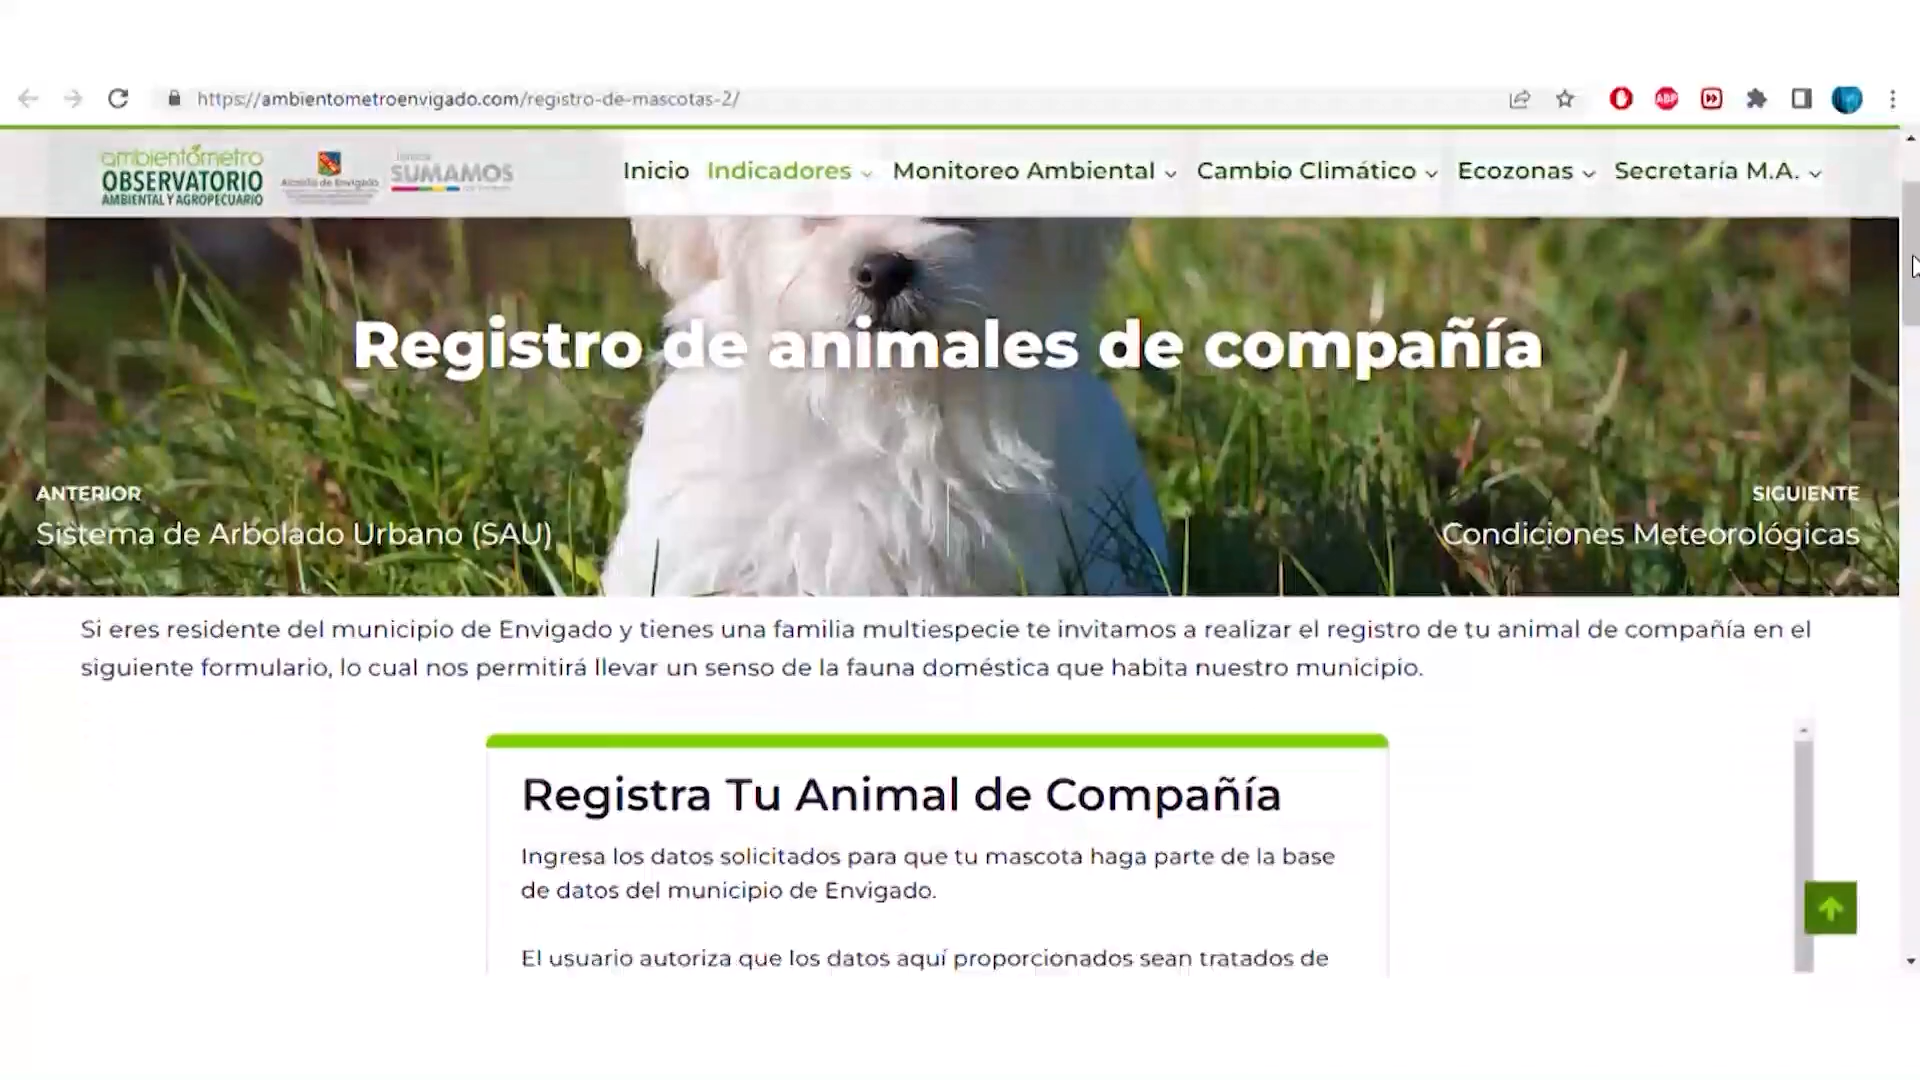 https://ambientometroenvigado.com/registro-de-mascotas-2/
ABP
ambientómetro
OBSERVATORIO
AMBIENTAL Y AGROPECUARIO
Alcaldía de Envigado
SUMAMOS
Inicio Indicadores Monitoreo Ambiental Cambio Climático Ecozonas Secretaría M.A.
Registro de animales de compañía
ANTERIOR
Sistema de Arbolado Urbano (SAU)
SIGUIENTE
Condiciones Meteorológicas
Si eres residente del municipio de Envigado y tienes una familia multiespecie te invitamos a realizar el registro de tu animal de compañía en el
siguiente formulario, lo cual nos permitirá llevar un senso de la fauna doméstica que habita nuestro municipio.
Registra Tu Animal de Compañía
Ingresa los datos solicitados para que tu mascota haga parte de la base
de datos del municipio de Envigado.
El usuario autoriza que los datos aquí proporcionados sean tratados de